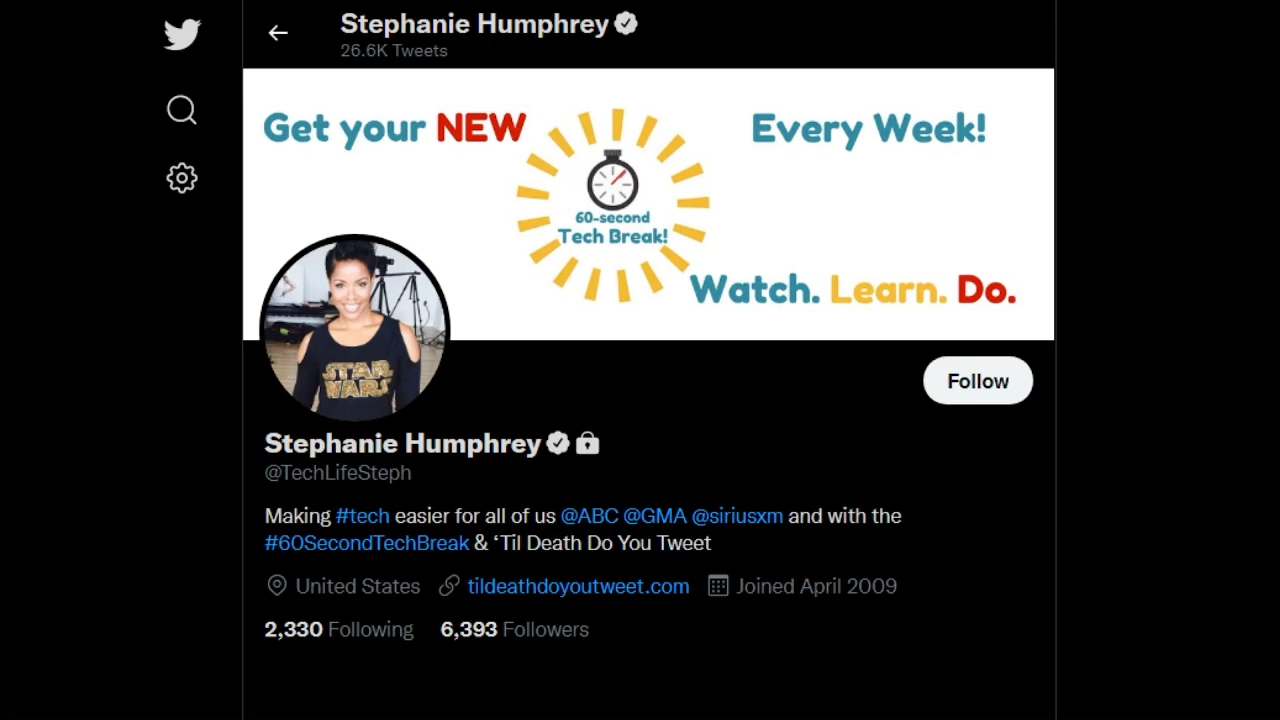 Stephanie Humphrey
26.6K Tweets
Get your NEW
Every Week!
60-second
Tech Break!
Watch. Learn. Do.
STAR
WARS
Follow
Stephanie Humphrey
@TechLifeSteph
Making #tech easier for all of us @ABC @GMA @siriusxm and with the
#60SecondTechBreak & ‘Til Death Do You Tweet
United States tildeathdoyoutweet.com Joined April 2009
2,330 Following 6,393 Followers